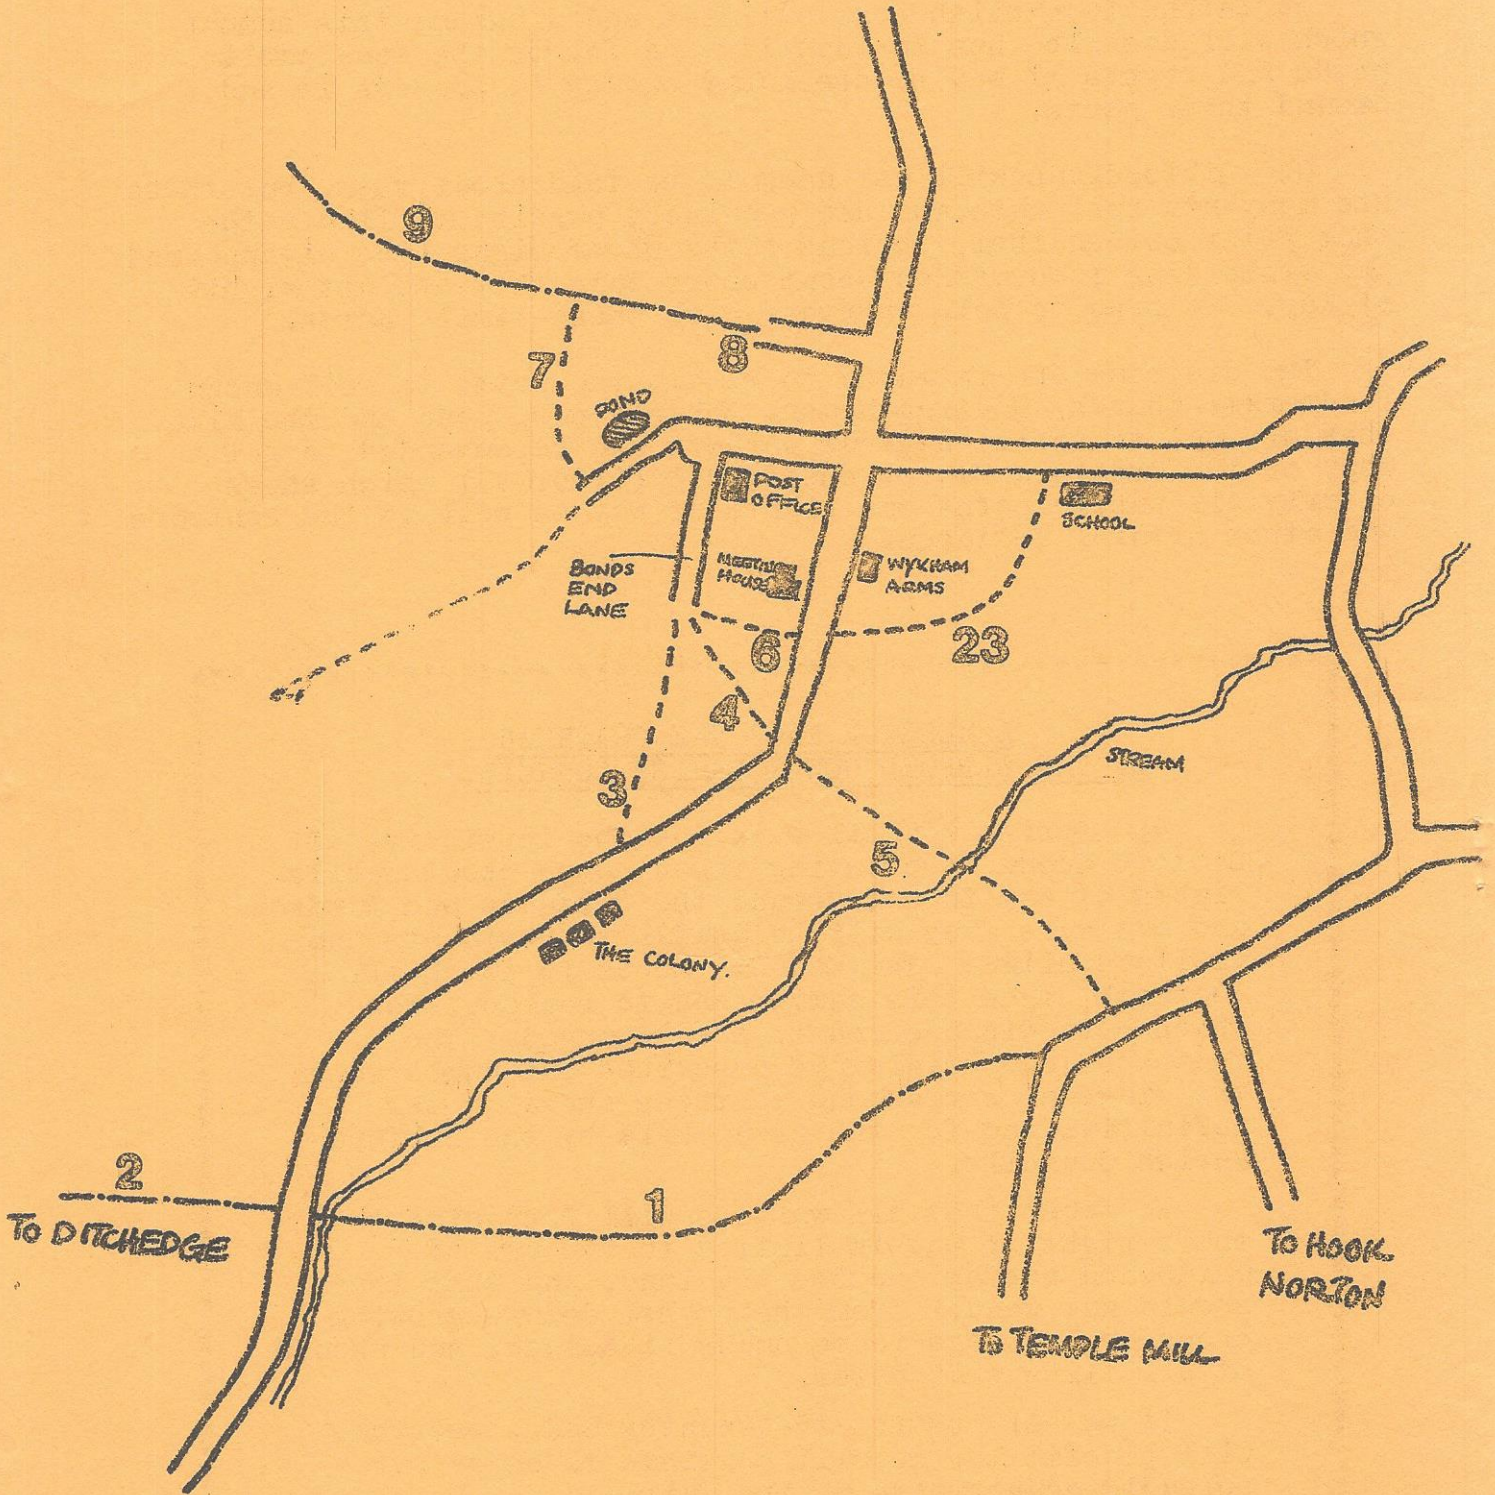 9
8
7
POND
POST
OFFICE
SCHOOL
BONDS
END
LANE
MEETING
HOUSE
WYKHAM
ARMS
6
23
4
STREAM
3
5
THE COLONY.
2
1
TO DITCHEDGE
TO HOOK
NORTON
TO TEMPLE MILL